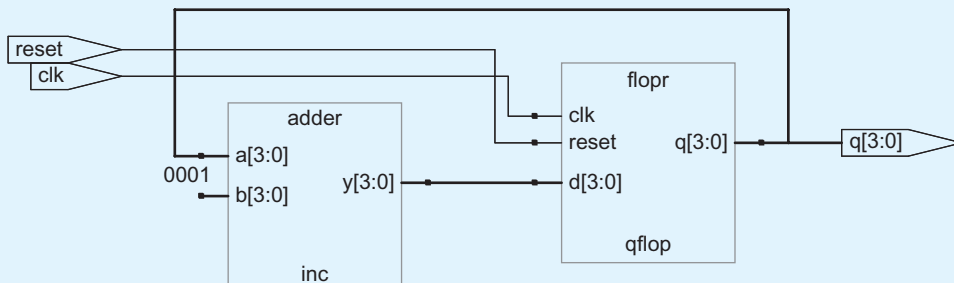 reset
clk
adder
a[3:0]
0001
b[3:0]
y[3:0]
inc
flopr
clk
reset
d[3:0]
q[3:0]
qflop
q[3:0]